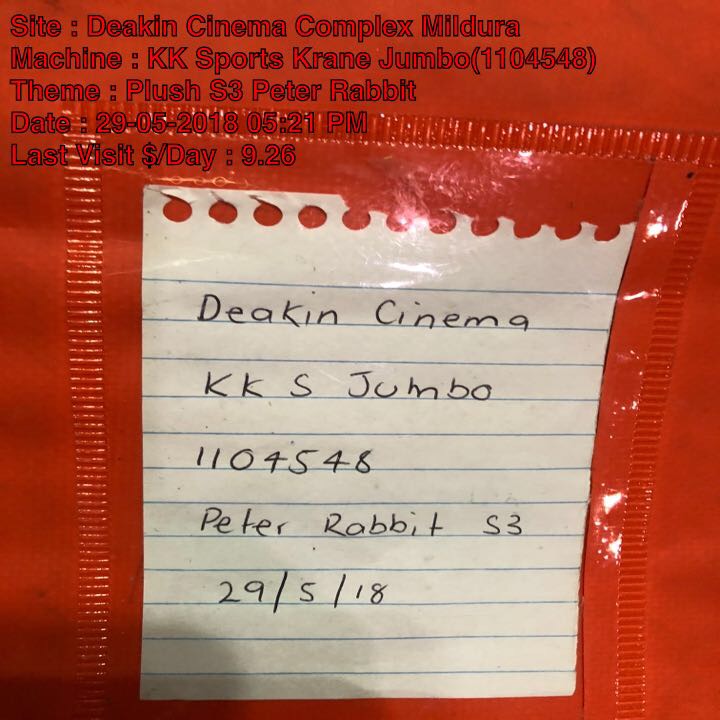 Site : Deakin Cinema Complex Mildura
Machine : KK Sports Krane Jumbo(1104548)
Theme : Plush S3 Peter Rabbit
Date : 29-05-2018 05:21 PM
Last Visit $/Day : 9.26
Deakin Cinema
KK S Jumbo
1104548
Peter Rabbit S3
29/5/18